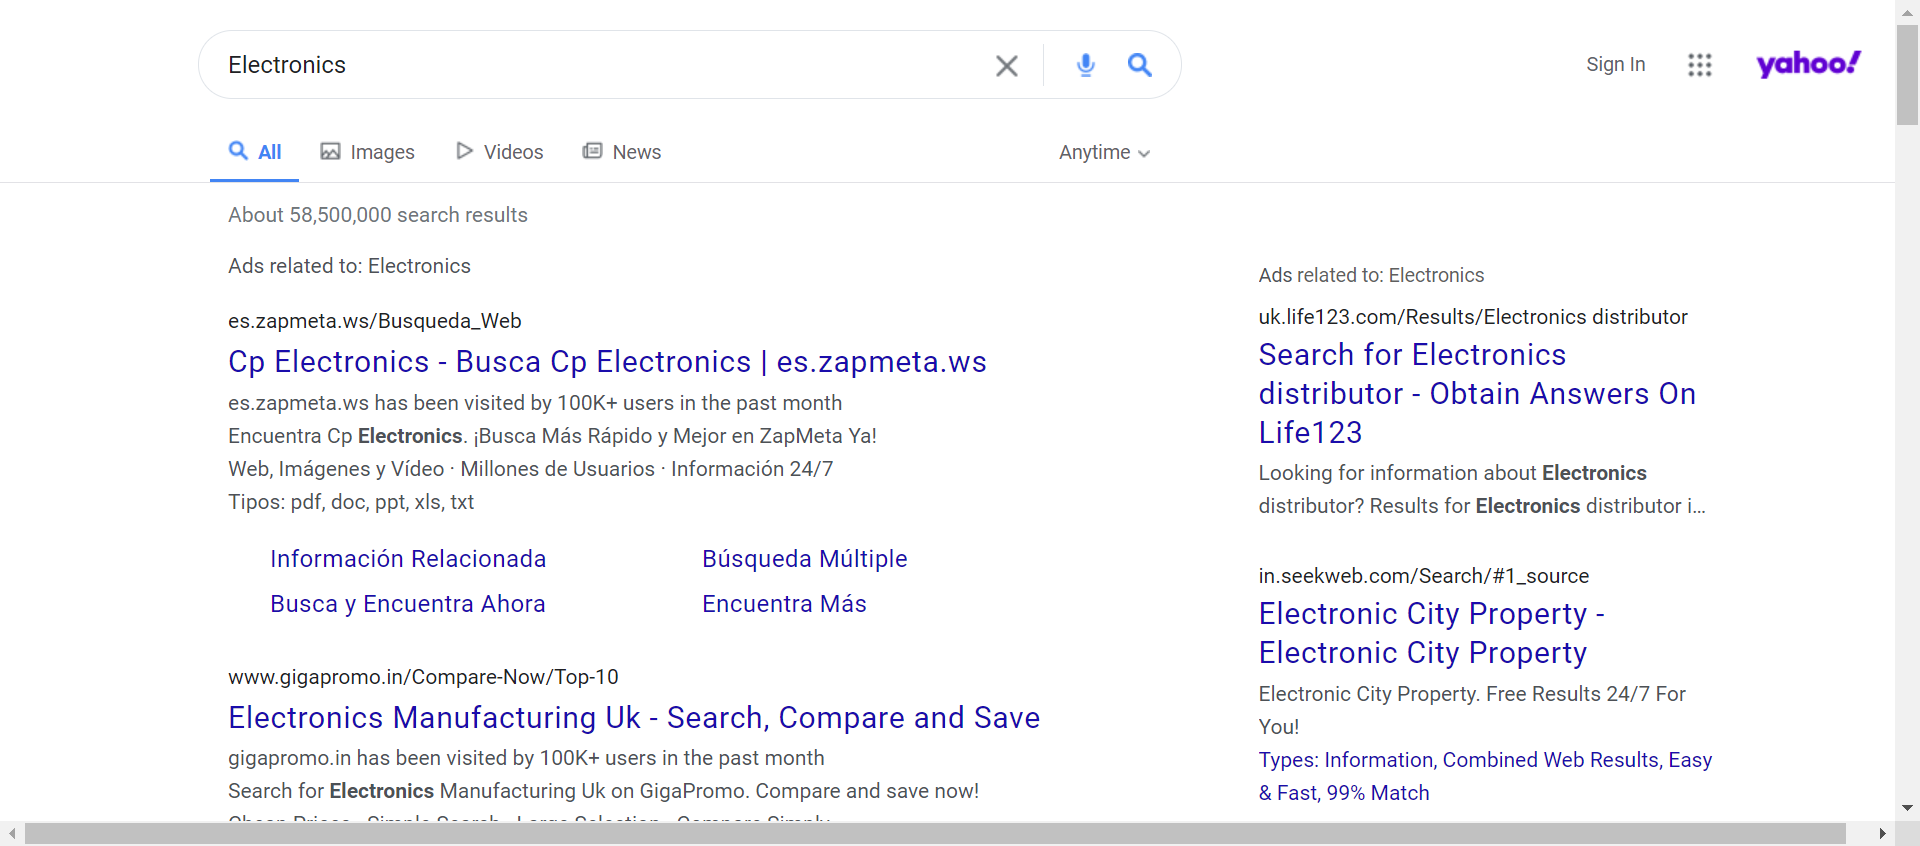 Electronics
Sign In
yahoo!
All
Images
Videos
News
Anytime
About 58,500,000 search results
Ads related to: Electronics
es.zapmeta.ws/Busqueda_Web
Cp Electronics - Busca Cp Electronics | es.zapmeta.ws
es.zapmeta.ws has been visited by 100K+ users in the past month
Encuentra Cp Electronics. ¡Busca Más Rápido y Mejor en ZapMeta Ya!
Web, Imágenes y Vídeo · Millones de Usuarios · Información 24/7
Tipos: pdf, doc, ppt, xls, txt
Información Relacionada
Búsqueda Múltiple
Busca y Encuentra Ahora
Encuentra Más
www.gigapromo.in/Compare-Now/Top-10
Electronics Manufacturing Uk - Search, Compare and Save
gigapromo.in has been visited by 100K+ users in the past month
Search for Electronics Manufacturing Uk on GigaPromo. Compare and save now!
Cheap Prices · Simple Search · Large Selection · Compare Simply
Ads related to: Electronics
uk.life123.com/Results/Electronics distributor
Search for Electronics
distributor - Obtain Answers On
Life123
Looking for information about Electronics
distributor? Results for Electronics distributor i...
in.seekweb.com/Search/#1_source
Electronic City Property -
Electronic City Property
Electronic City Property. Free Results 24/7 For
You!
Types: Information, Combined Web Results, Easy
& Fast, 99% Match